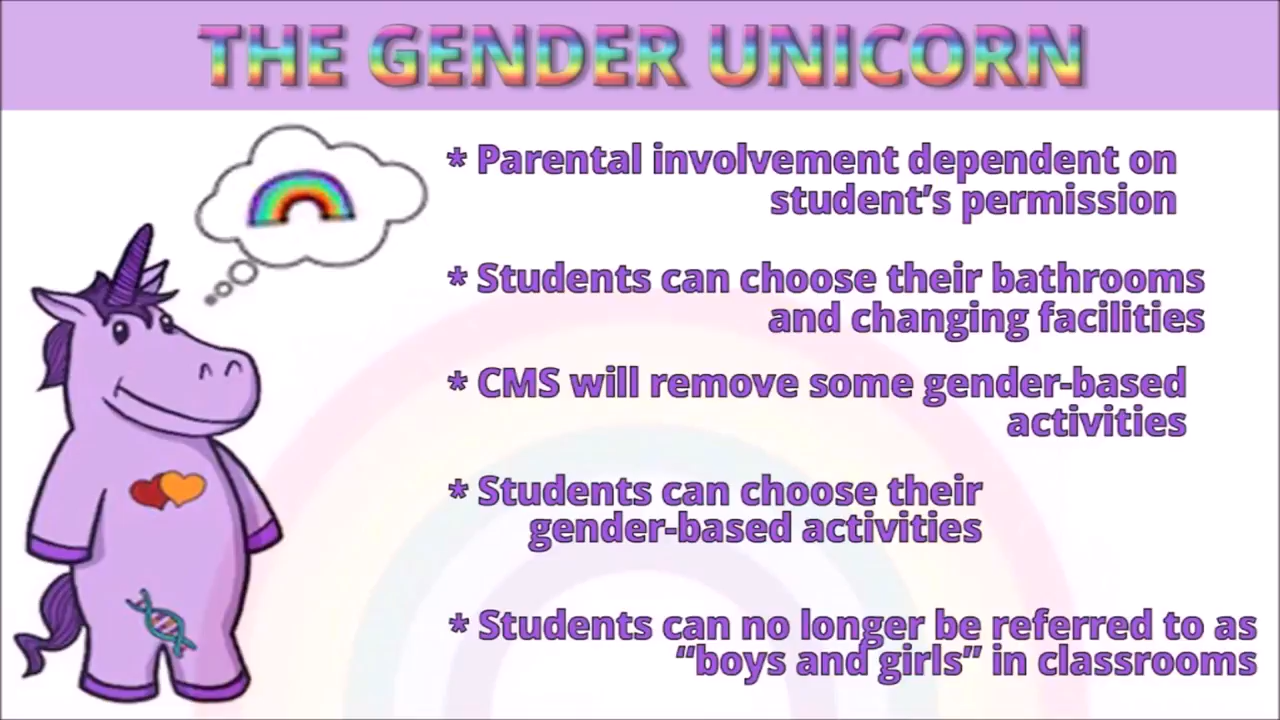 THE GENDER UNICORN
* Parental involvement dependent on
student’s permission
* Students can choose their bathrooms
and changing facilities
* CMS will remove some gender-based
activities
* Students can choose their
gender-based activities
* Students can no longer be referred to as
“boys and girls” in classrooms